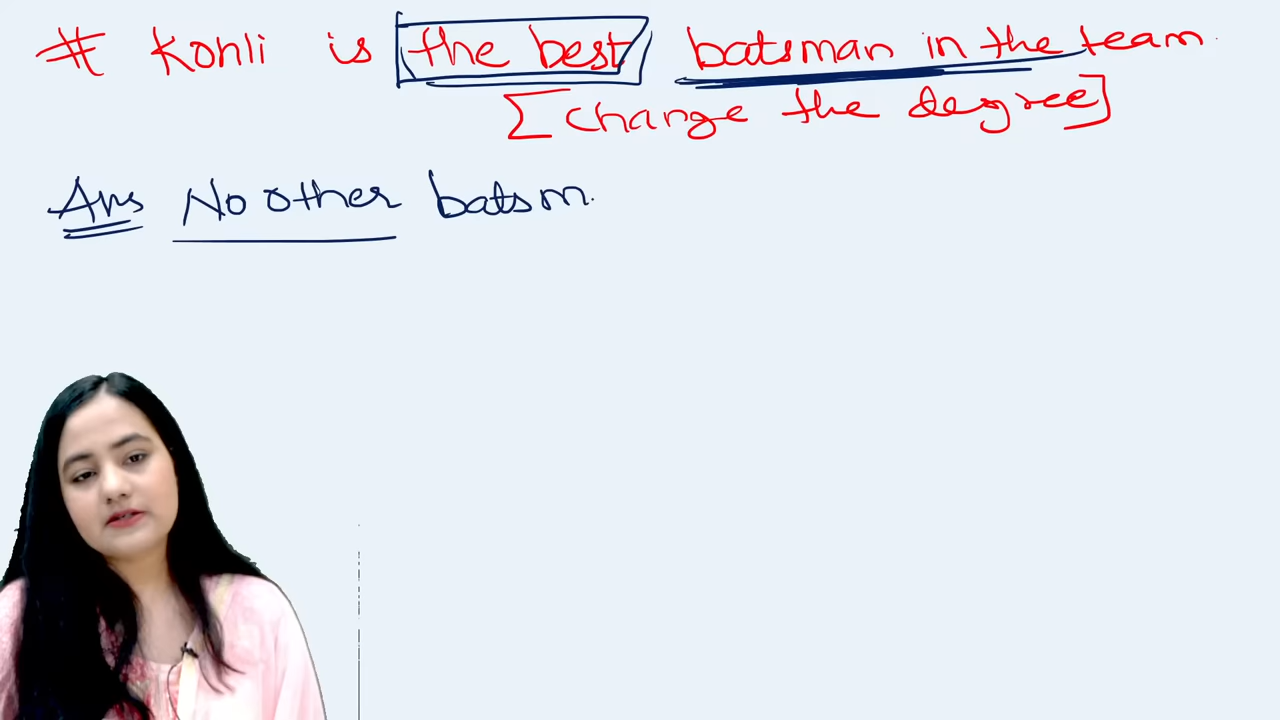 # Kohli is the best batsman in the team
[change the degree]
Ans No other batsm